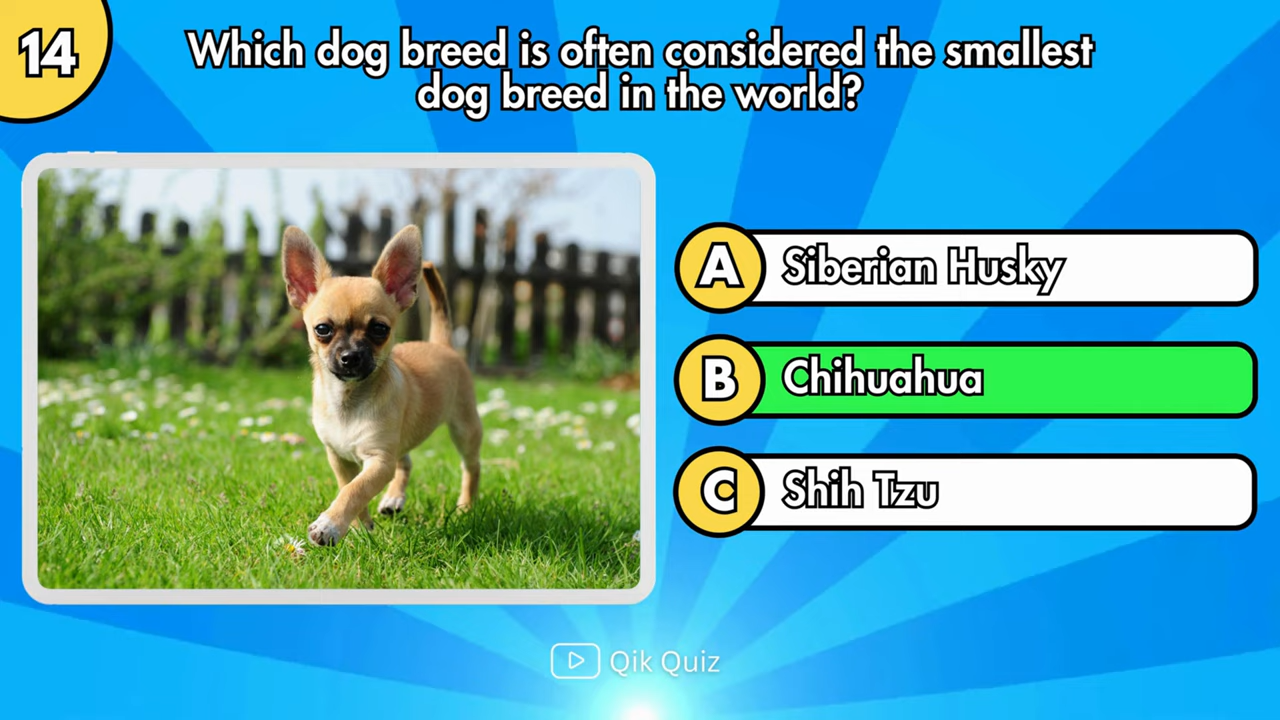 14
Which dog breed is often considered the smallest
dog breed in the world?
A Siberian Husky
B Chihuahua
C Shih Tzu
Qik Quiz